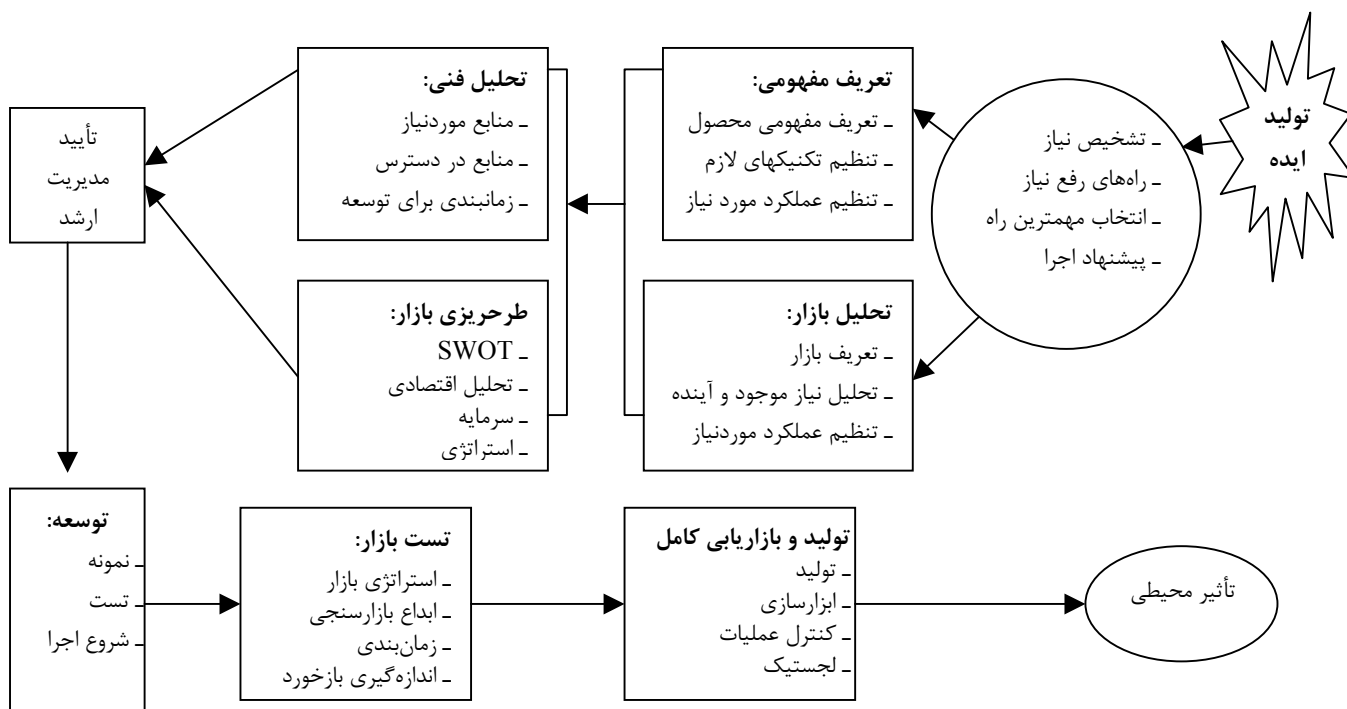 تولید
ایده
ـ تشخیص نیاز
ـ راه‌های رفع نیاز
ـ انتخاب مهمترین راه
ـ پیشنهاد اجرا
تعریف مفهومی:
ـ تعریف مفهومی محصول
ـ تنظیم تکنیکهای لازم
ـ تنظیم عملکرد مورد نیاز
تحلیل بازار:
ـ تعریف بازار
ـ تحلیل نیاز موجود و آینده
ـ تنظیم عملکرد موردنیاز
تحلیل فنی:
ـ منابع موردنیاز
ـ منابع در دسترس
ـ زمانبندی برای توسعه
طرحریزی بازار:
ـ SWOT
ـ تحلیل اقتصادی
ـ سرمایه
ـ استراتژی
تأیید
مدیریت
ارشد
توسعه:
ـ نمونه
ـ تست
ـ شروع اجرا
تست بازار:
ـ استراتژی بازار
ـ ابداع بازارسنجی
ـ زمان‌بندی
ـ اندازه‌گیری بازخورد
تولید و بازاریابی کامل
ـ تولید
ـ ابزارسازی
ـ کنترل عملیات
ـ لجستیک
تأثیر محیطی